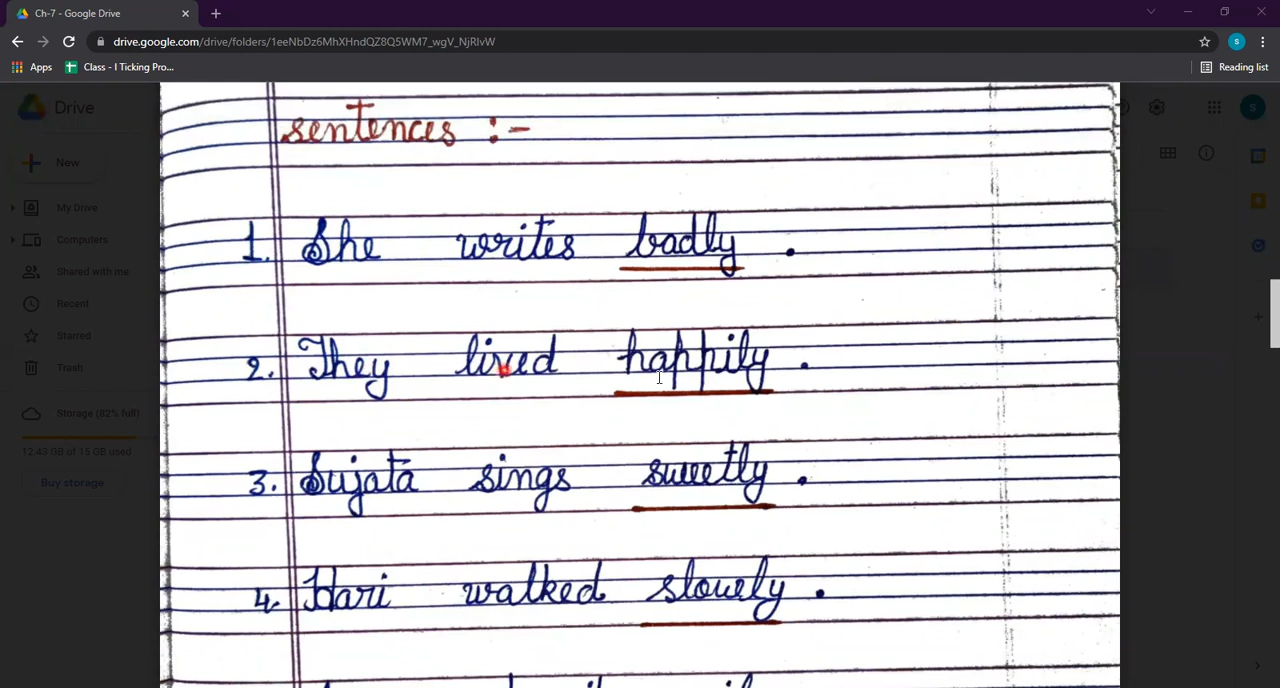 Ch-7 - Google Drive
drive.google.com/drive/folders/1eeNbDz6MhXHndQZ8Q5WM7_wgV_NjRIvW
S
Apps
Class - I Ticking Pro...
Reading list
Drive
S
New
My Drive
Computers
Shared with me
Recent
Starred
Trash
Storage (82% full)
12.43 GB of 15 GB used
Buy storage
sentences :-
1. She writes badly .
2. They lived happily .
3. Sujata sings sweetly .
4. Hari walked slowly .